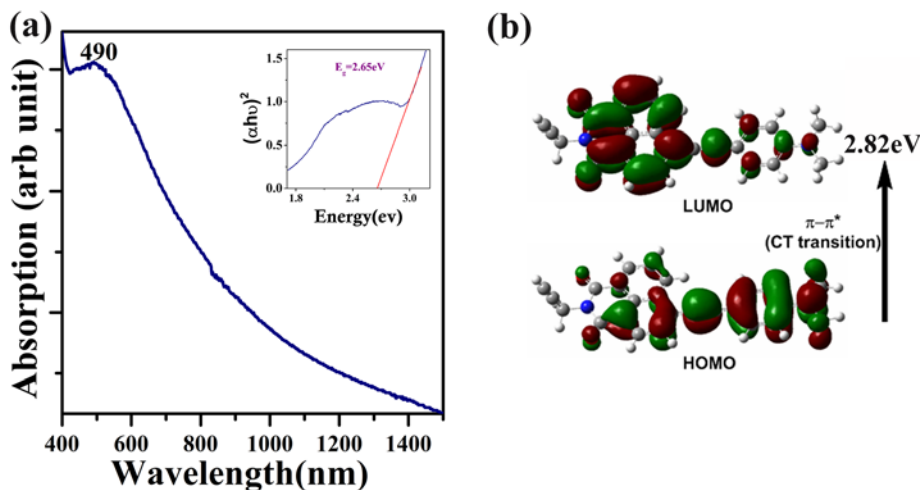 (a)
490
Absorption (arb unit)
400 600 800 1000 1200 1400
Wavelength(nm)
E_g=2.65eV
(αhυ)²
1.5
1.0
0.5
0.0
1.8 2.4 3.0
Energy(ev)
(b)
2.82eV
LUMO
π−π*
(CT transition)
HOMO